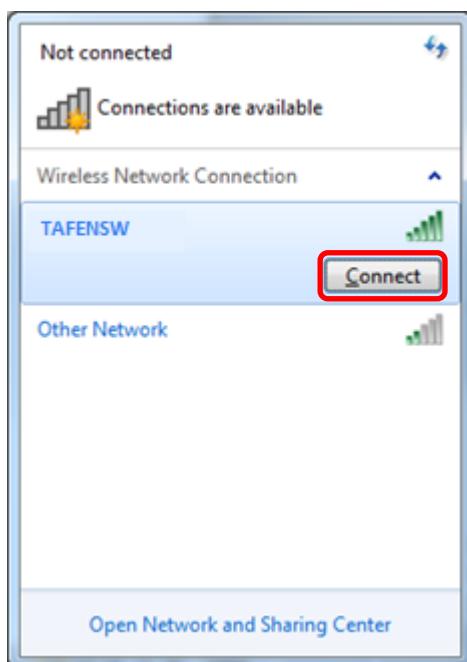 Not connected
Connections are available
Wireless Network Connection
TAFENSW
Connect
Other Network
Open Network and Sharing Center